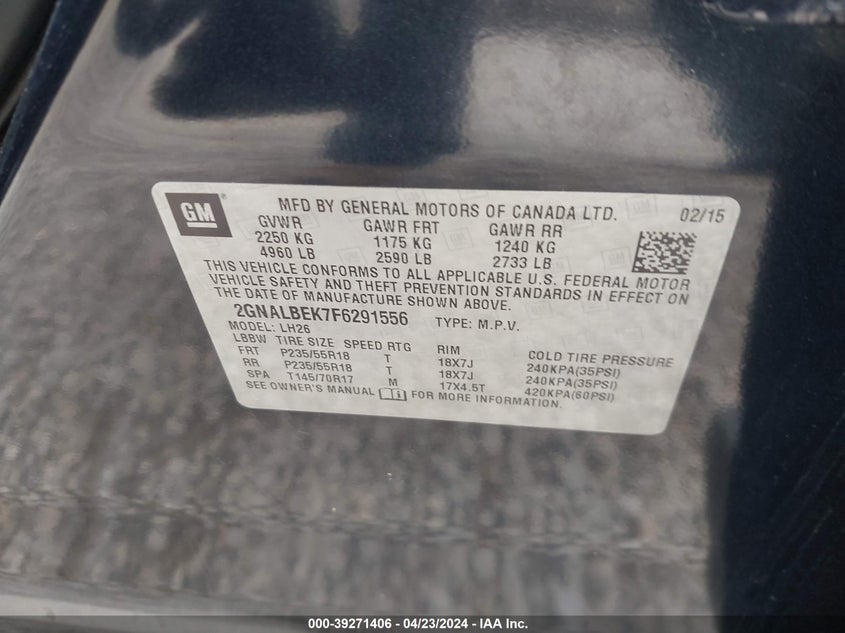 GM
MFD BY GENERAL MOTORS OF CANADA LTD. 02/15
GVWR GAWR FRT GAWR RR
2250 KG 1175 KG 1240 KG
4960 LB 2590 LB 2733 LB
THIS VEHICLE CONFORMS TO ALL APPLICABLE U.S. FEDERAL MOTOR
VEHICLE SAFETY AND THEFT PREVENTION STANDARDS IN EFFECT ON
THE DATE OF MANUFACTURE SHOWN ABOVE.
2GNALBEK7F6291556 TYPE: M.P.V.
MODEL: LH26
LBBW TIRE SIZE SPEED RTG RIM COLD TIRE PRESSURE
FRT P235/55R18 T 18X7J 240KPA(35PSI)
RR P235/55R18 T 18X7J 240KPA(35PSI)
SPA T145/70R17 M 17X4.5T 420KPA(60PSI)
SEE OWNER'S MANUAL FOR MORE INFORMATION.
000-39271406 / 04/23/2024 - IAA Inc.